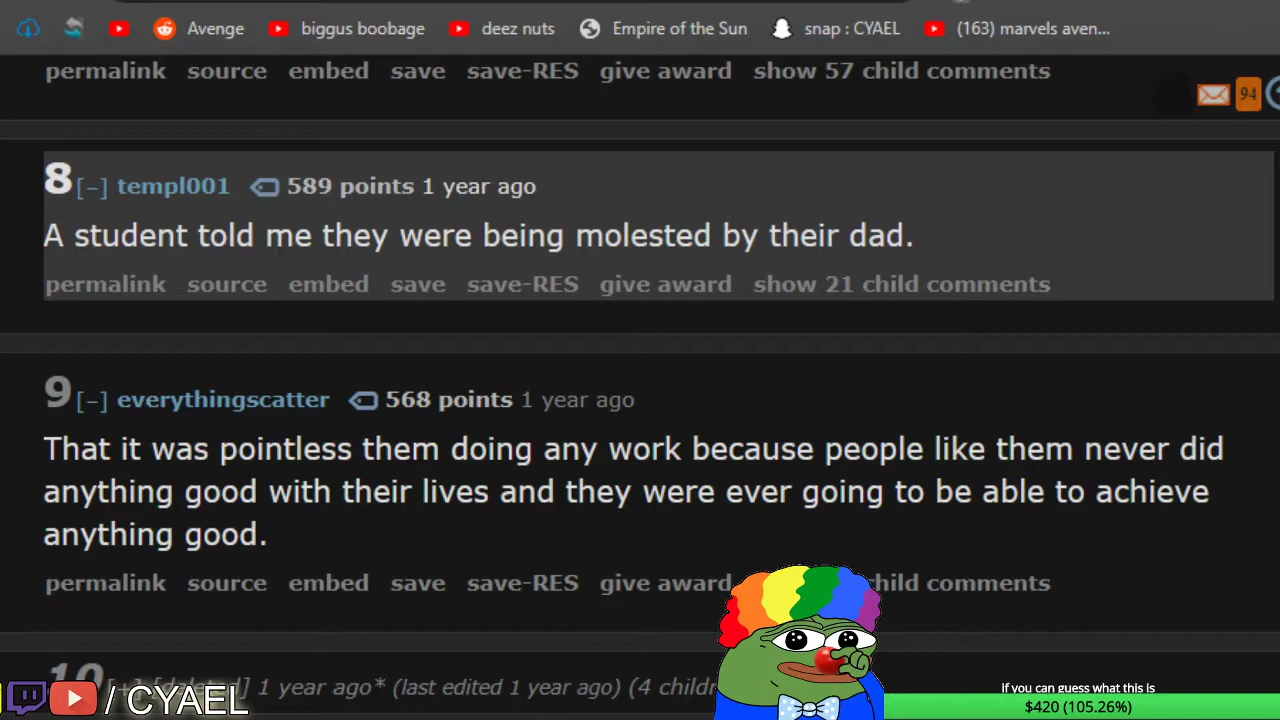 Avenge biggus boobage deez nuts Empire of the Sun snap : CYAEL (163) marvels aven...
permalink source embed save save-RES give award show 57 child comments
94
8 [–] templ001 589 points 1 year ago
A student told me they were being molested by their dad.
permalink source embed save save-RES give award show 21 child comments
9 [–] everythingscatter 568 points 1 year ago
That it was pointless them doing any work because people like them never did
anything good with their lives and they were ever going to be able to achieve
anything good.
permalink source embed save save-RES give award child comments
10 [+] [deleted] 1 year ago* (last edited 1 year ago) (4 childr
/ CYAEL
if you can guess what this is
$420 (105.26%)